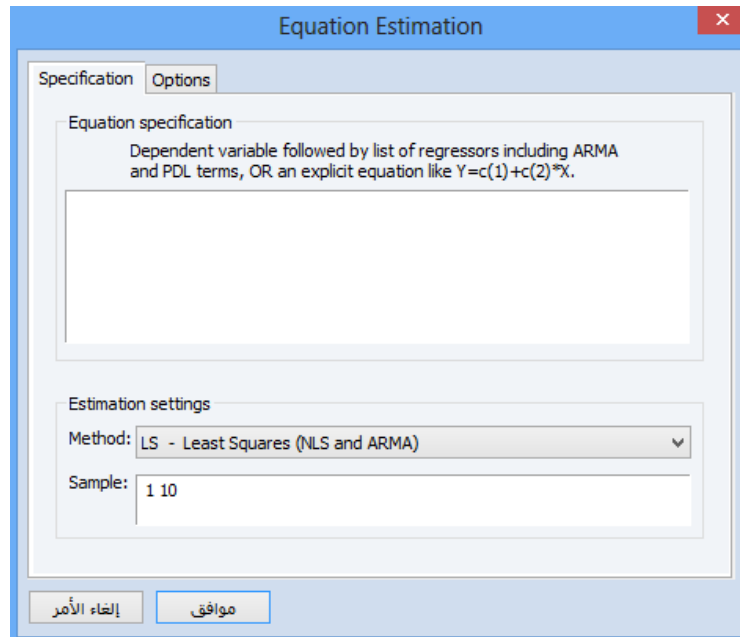 Equation Estimation
Specification
Options
Equation specification
Dependent variable followed by list of regressors including ARMA
and PDL terms, OR an explicit equation like Y=c(1)+c(2)*X.
Estimation settings
Method: LS - Least Squares (NLS and ARMA)
Sample: 1 10
موافق
إلغاء الأمر